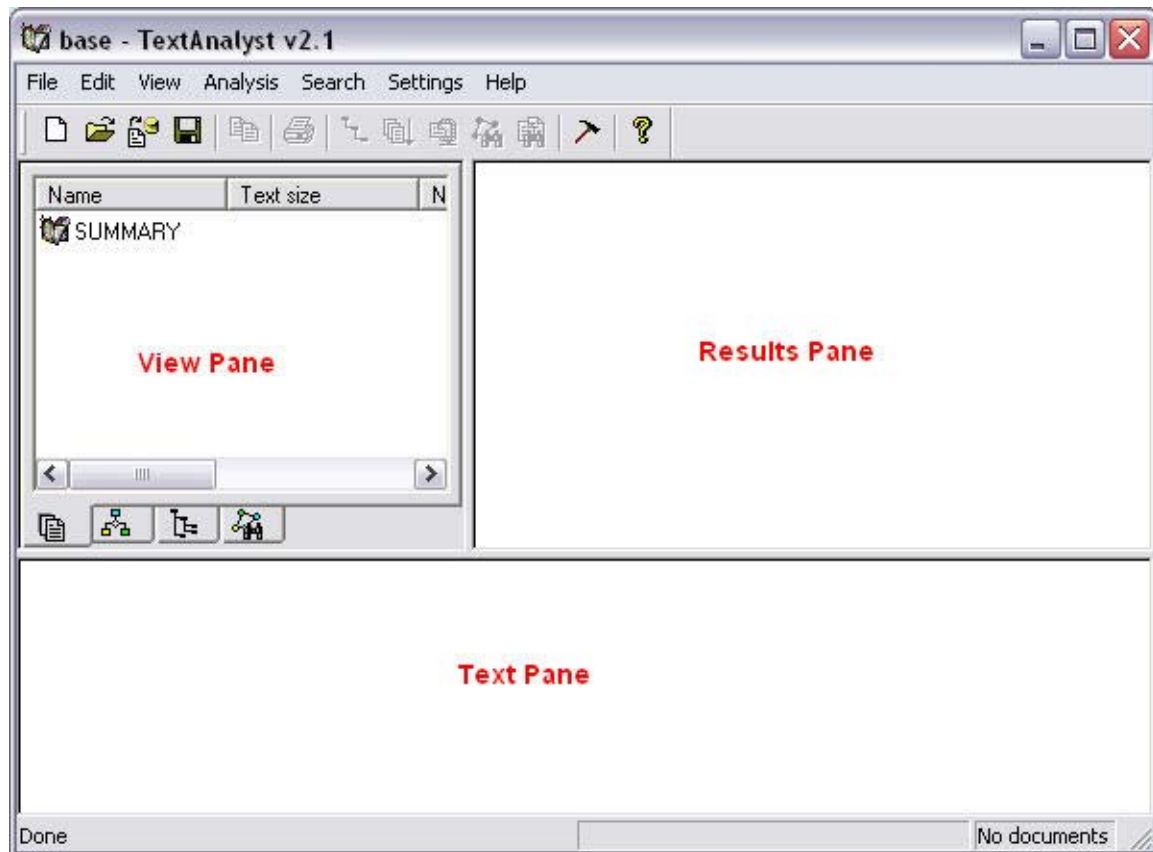 base - TextAnalyst v2.1
File Edit View Analysis Search Settings Help
Name Text size N
SUMMARY
View Pane
Results Pane
Text Pane
Done No documents